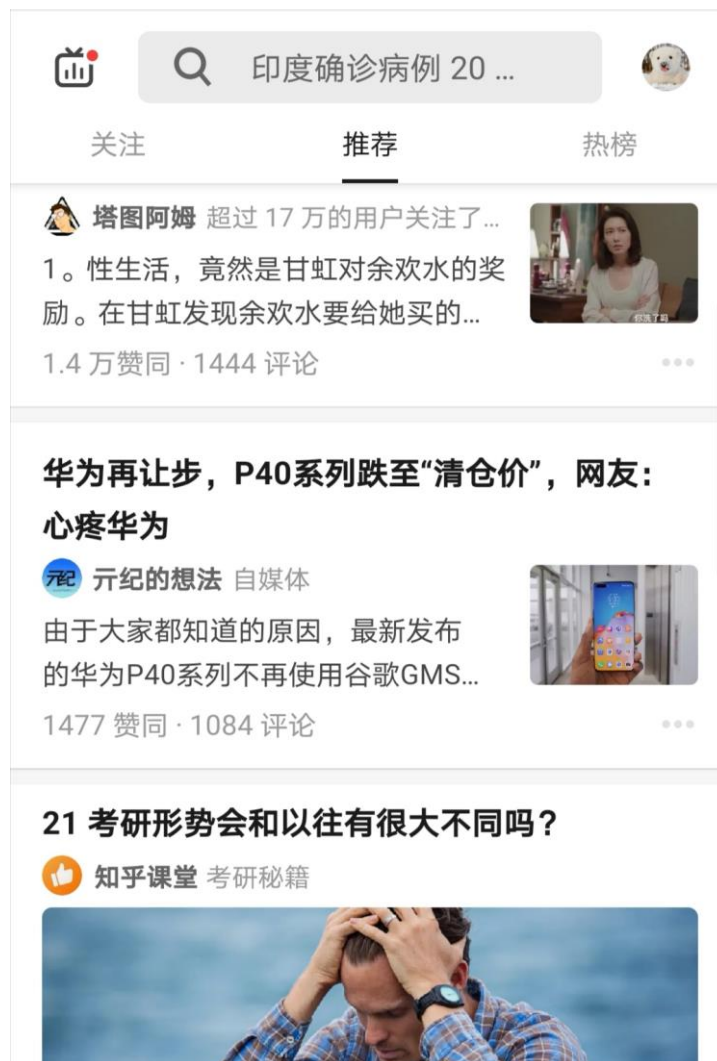 印度确诊病例 20 ...
关注 推荐 热榜
塔图阿姆 超过 17 万的用户关注了...
1。性生活，竟然是甘虹对余欢水的奖
励。在甘虹发现余欢水要给她买的...
你洗了吗
1.4 万赞同 · 1444 评论
华为再让步，P40系列跌至“清仓价”，网友：
心疼华为
亓纪 亓纪的想法 自媒体
由于大家都知道的原因，最新发布
的华为P40系列不再使用谷歌GMS...
1477 赞同 · 1084 评论
21 考研形势会和以往有很大不同吗？
知乎课堂 考研秘籍